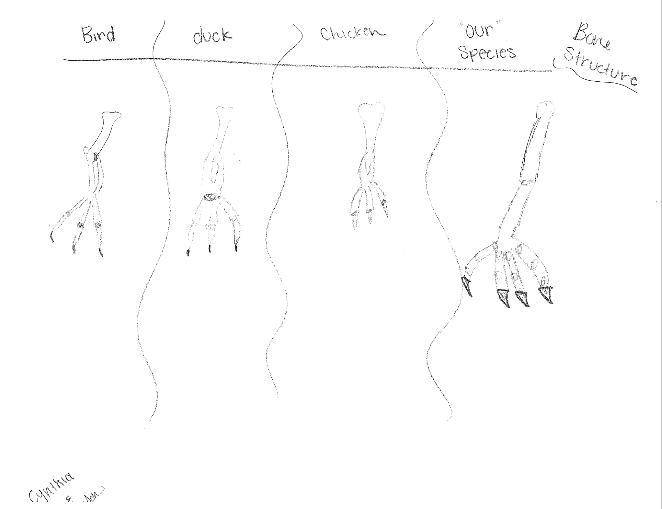 Bird
duck
Chicken
"our"
Species
Bone
Structure
Cynthia